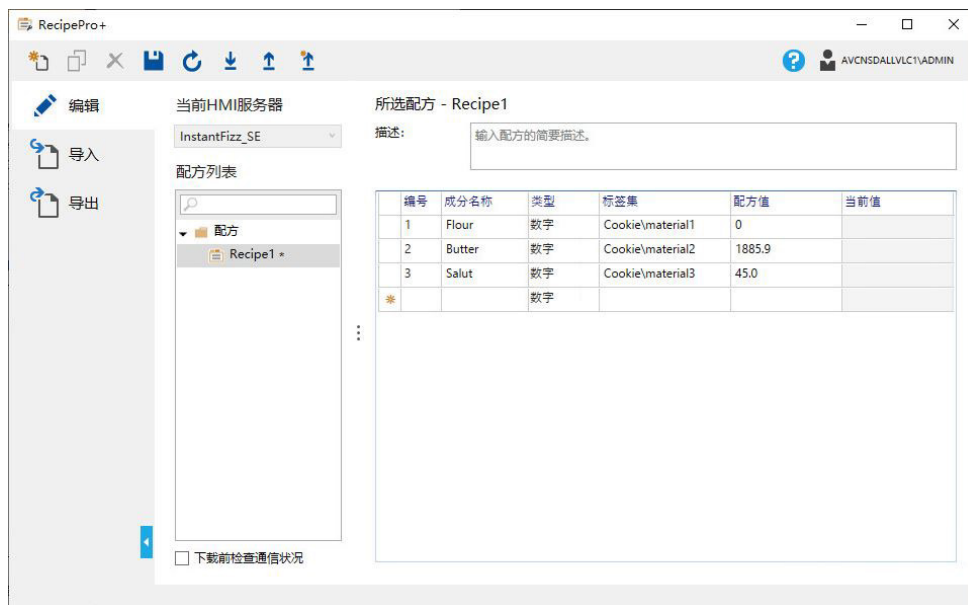 RecipePro+
AVCNSDALLVLC1\ADMIN
编辑
导入
导出
当前HMI服务器
InstantFizz_SE
配方列表
配方
Recipe1 *
下载前检查通信状况
所选配方 - Recipe1
描述: 输入配方的简要描述。
编号 成分名称 类型 标签集 配方值 当前值
1 Flour 数字 Cookie\material1 0
2 Butter 数字 Cookie\material2 1885.9
3 Salut 数字 Cookie\material3 45.0
数字